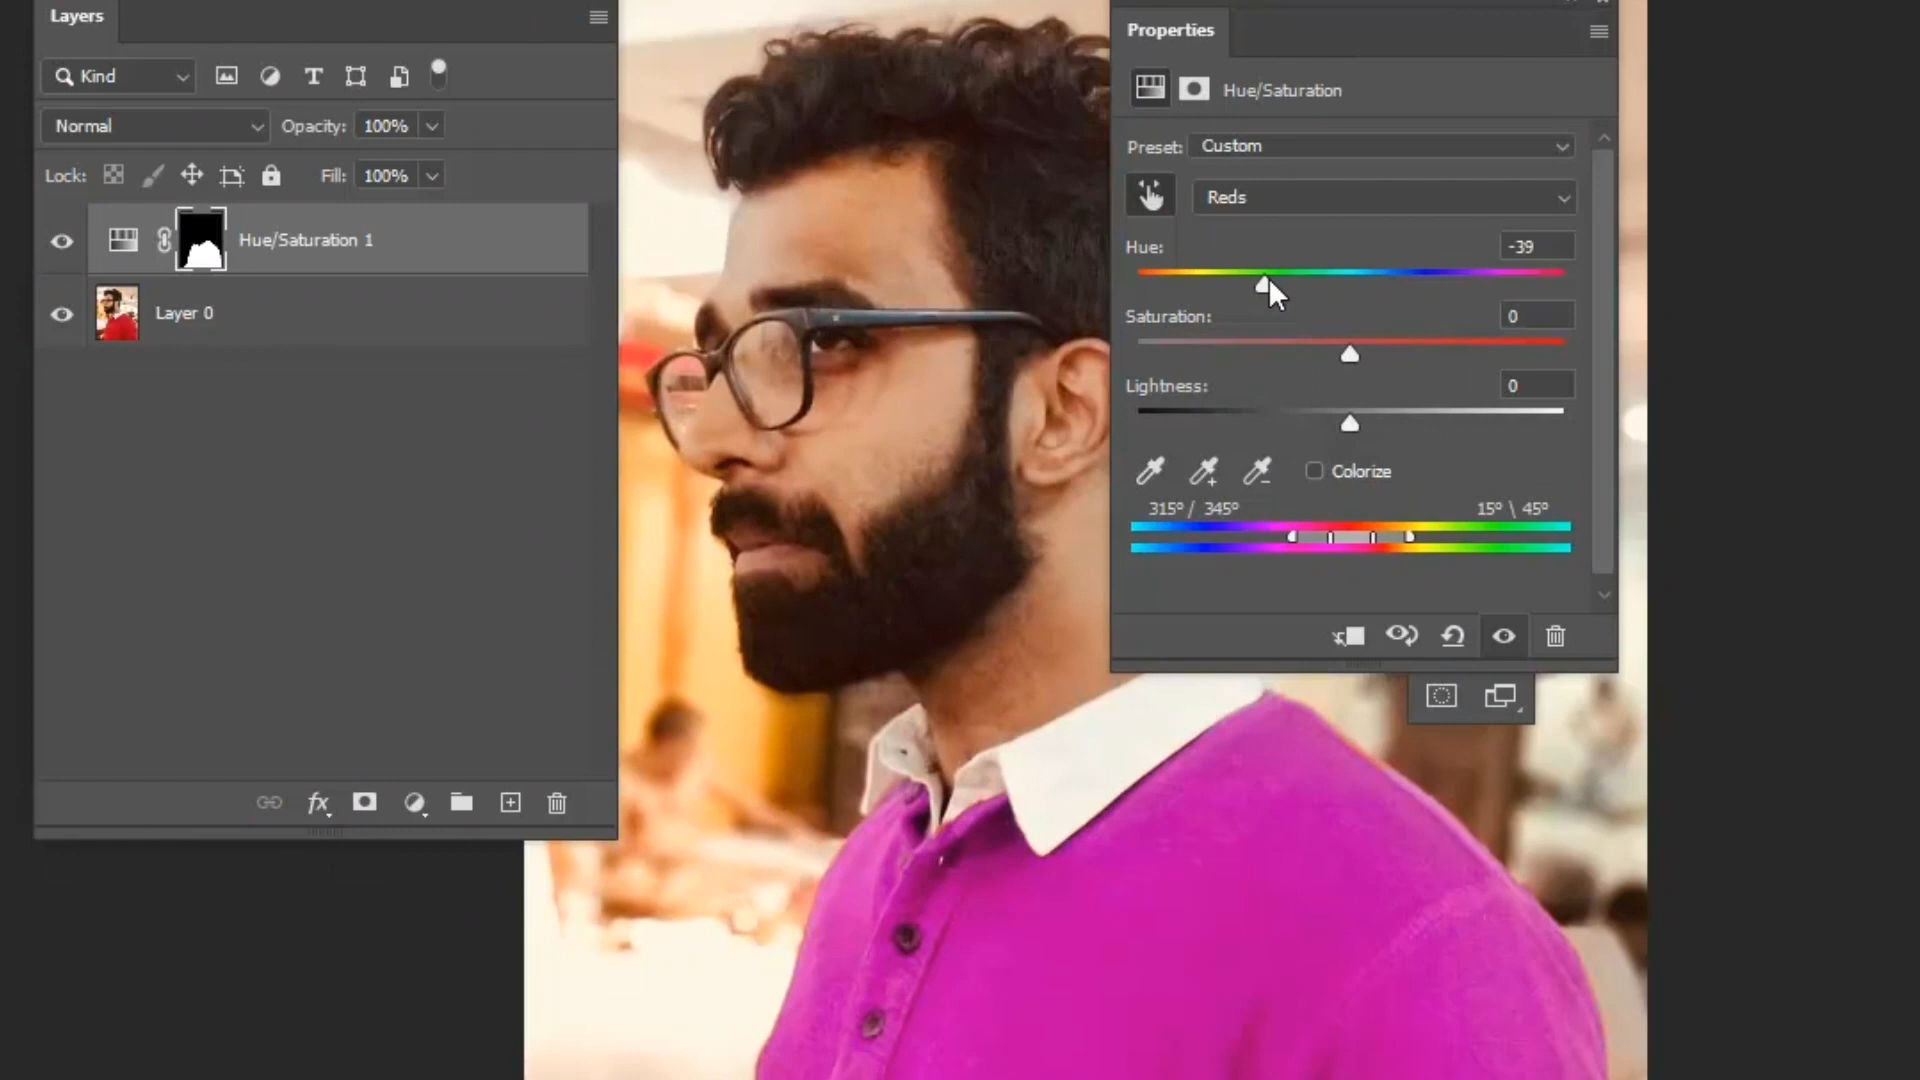 Layers
Kind
Normal
Opacity: 100%
Lock:
Fill: 100%
Hue/Saturation 1
Layer 0
fx
Properties
Hue/Saturation
Preset: Custom
Reds
Hue: -39
Saturation: 0
Lightness: 0
Colorize
315º / 345º 15º \ 45º